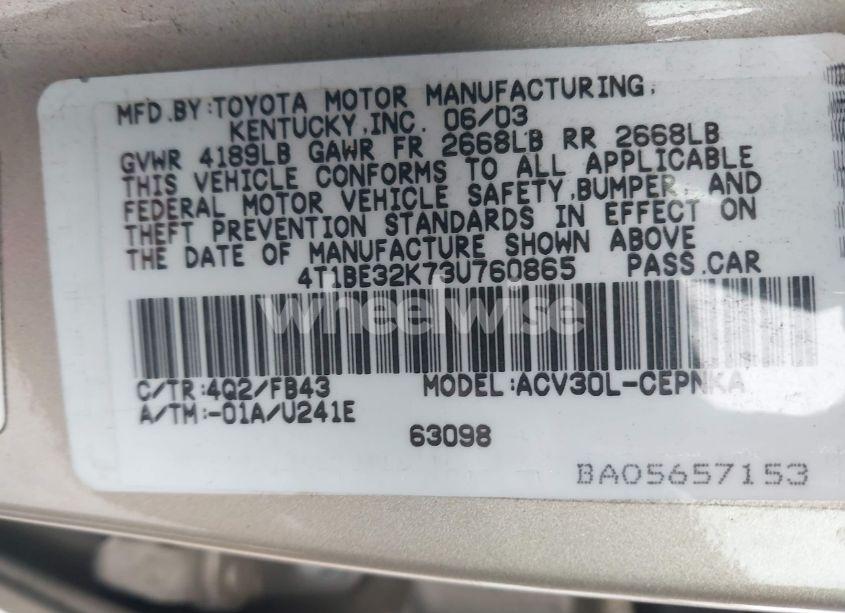 MFD.BY:TOYOTA MOTOR MANUFACTURING,
KENTUCKY,INC. 06/03
GVWR 4189LB GAWR FR 2668LB RR 2668LB
THIS VEHICLE CONFORMS TO ALL APPLICABLE
FEDERAL MOTOR VEHICLE SAFETY,BUMPER, AND
THEFT PREVENTION STANDARDS IN EFFECT ON
THE DATE OF MANUFACTURE SHOWN ABOVE
4T1BE32K73U760865 PASS.CAR
wheelwise
C/TR:4Q2/FB43 MODEL:ACV30L-CEPNKA
A/TM:-01A/U241E
63098
BA05657153